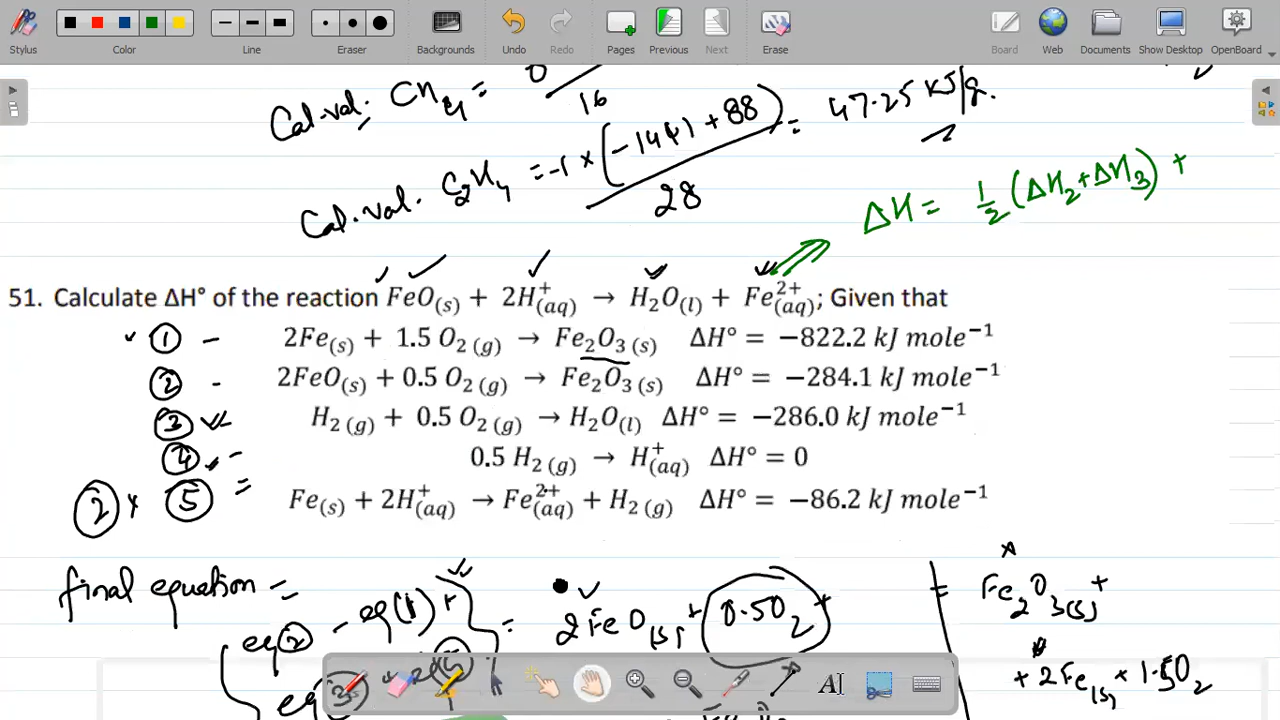 Stylus Color Line Eraser Backgrounds Undo Redo Pages Previous Next Erase Board Web Documents Show Desktop OpenBoard
Cal.val. CH4 =
16
Cal.val. C2H4 = -1 × (-1441 + 88) = 47.25 kJ/g.
28
ΔH = 1/2 (ΔH2 + ΔH3) +
51. Calculate ΔH° of the reaction FeO(s) + 2H+(aq) → H2O(l) + Fe2+(aq); Given that
① - 2Fe(s) + 1.5 O2 (g) → Fe2O3 (s) ΔH° = −822.2 kJ mole−1
② - 2FeO(s) + 0.5 O2 (g) → Fe2O3 (s) ΔH° = −284.1 kJ mole−1
③ H2 (g) + 0.5 O2 (g) → H2O(l) ΔH° = −286.0 kJ mole−1
④ - 0.5 H2 (g) → H+(aq) ΔH° = 0
② × ⑤ = Fe(s) + 2H+(aq) → Fe2+(aq) + H2 (g) ΔH° = −86.2 kJ mole−1
final equation =
eq② - eq(1) + = 2FeO(s) + 0.5O2 + = Fe2O3(s) +
+ 2Fe(s) + 1.5O2